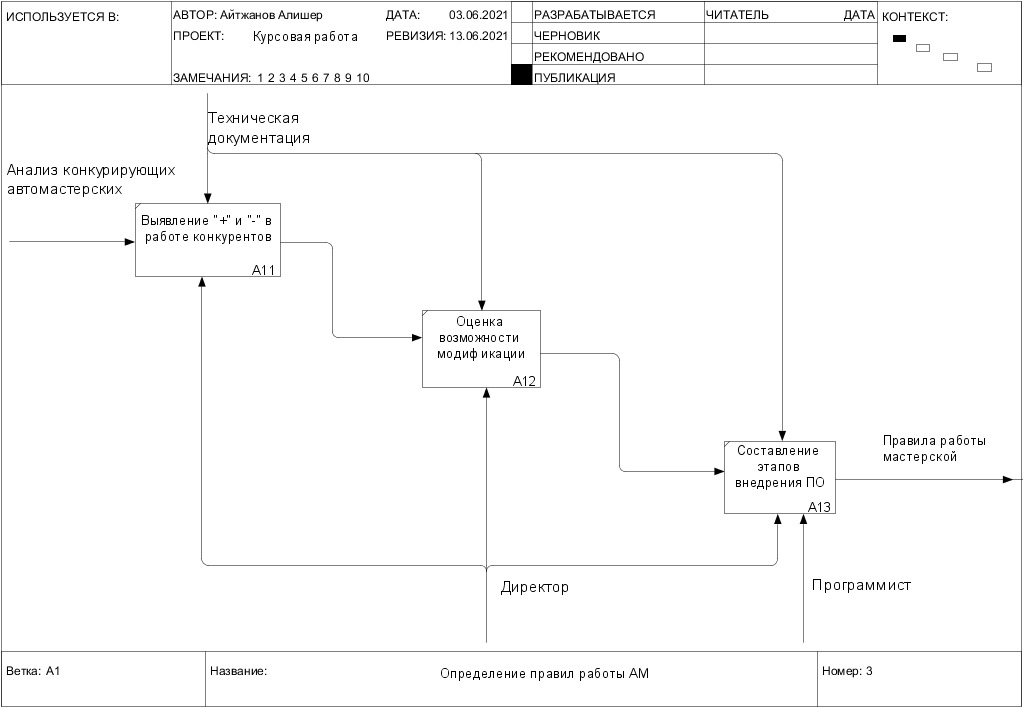 ИСПОЛЬЗУЕТСЯ В:
АВТОР: Айтжанов Алишер
ДАТА: 03.06.2021
ПРОЕКТ: Курсовая работа
РЕВИЗИЯ: 13.06.2021
ЗАМЕЧАНИЯ: 1 2 3 4 5 6 7 8 9 10
РАЗРАБАТЫВАЕТСЯ
ЧЕРНОВИК
РЕКОМЕНДОВАНО
ПУБЛИКАЦИЯ
ЧИТАТЕЛЬ
ДАТА
КОНТЕКСТ:
Техническая
документация
Анализ конкурирующих
автомастерских
Выявление "+" и "-" в
работе конкурентов
A11
Оценка
возможности
модификации
A12
Составление
этапов
внедрения ПО
A13
Правила работы
мастерской
Директор
Программист
Ветка: A1
Название:
Определение правил работы АМ
Номер: 3